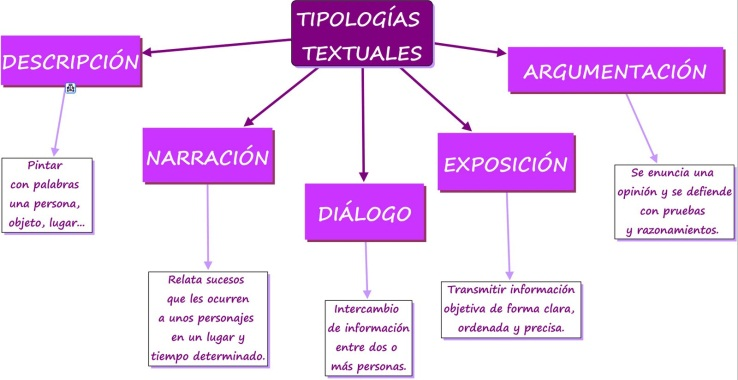 TIPOLOGÍAS
TEXTUALES
DESCRIPCIÓN
Pintar
con palabras
una persona,
objeto, lugar...
NARRACIÓN
Relata sucesos
que les ocurren
a unos personajes
en un lugar y
tiempo determinado.
DIÁLOGO
Intercambio
de información
entre dos o
más personas.
EXPOSICIÓN
Transmitir información
objetiva de forma clara,
ordenada y precisa.
ARGUMENTACIÓN
Se enuncia una
opinión y se defiende
con pruebas
y razonamientos.